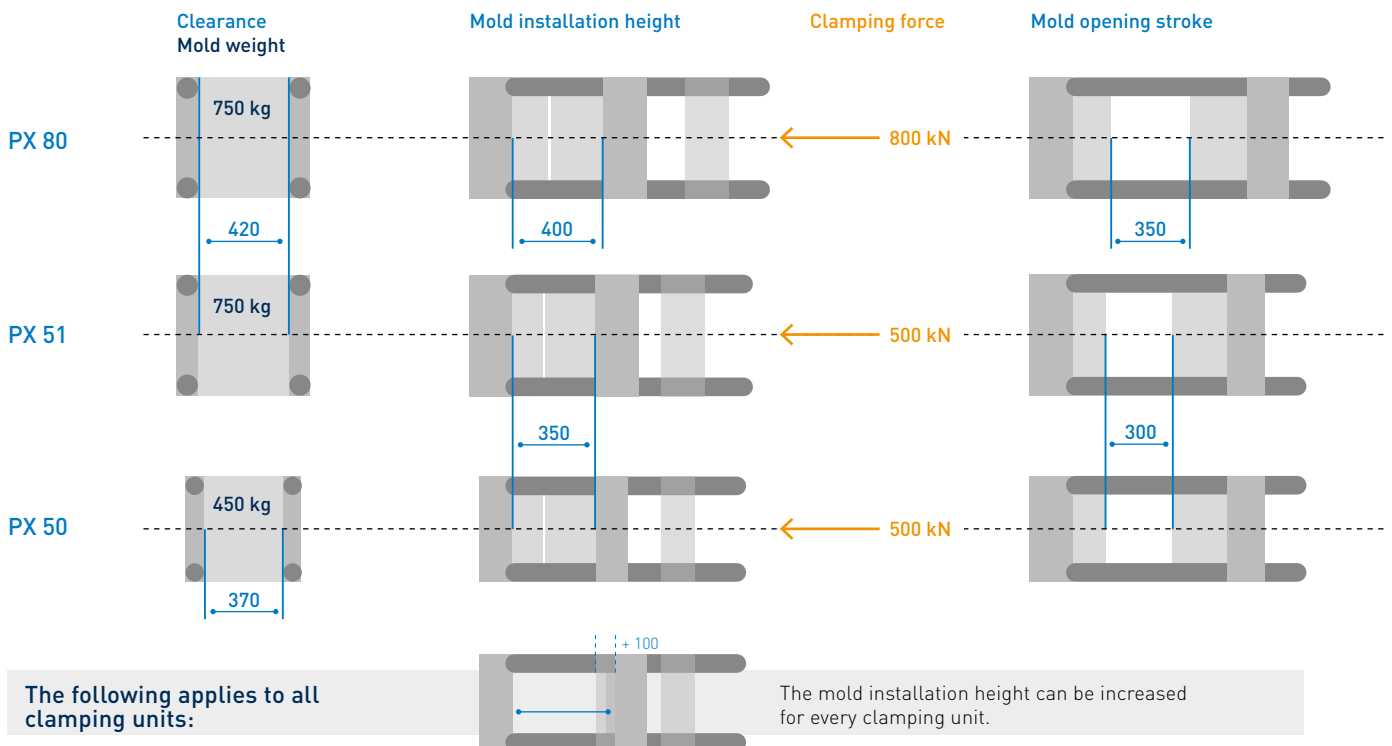 Clearance
Mold weight
Mold installation height
Clamping force
Mold opening stroke
PX 80
750 kg
800 kN
420
400
350
PX 51
750 kg
500 kN
350
300
PX 50
450 kg
500 kN
370
+ 100
The following applies to all
clamping units:
The mold installation height can be increased
for every clamping unit.